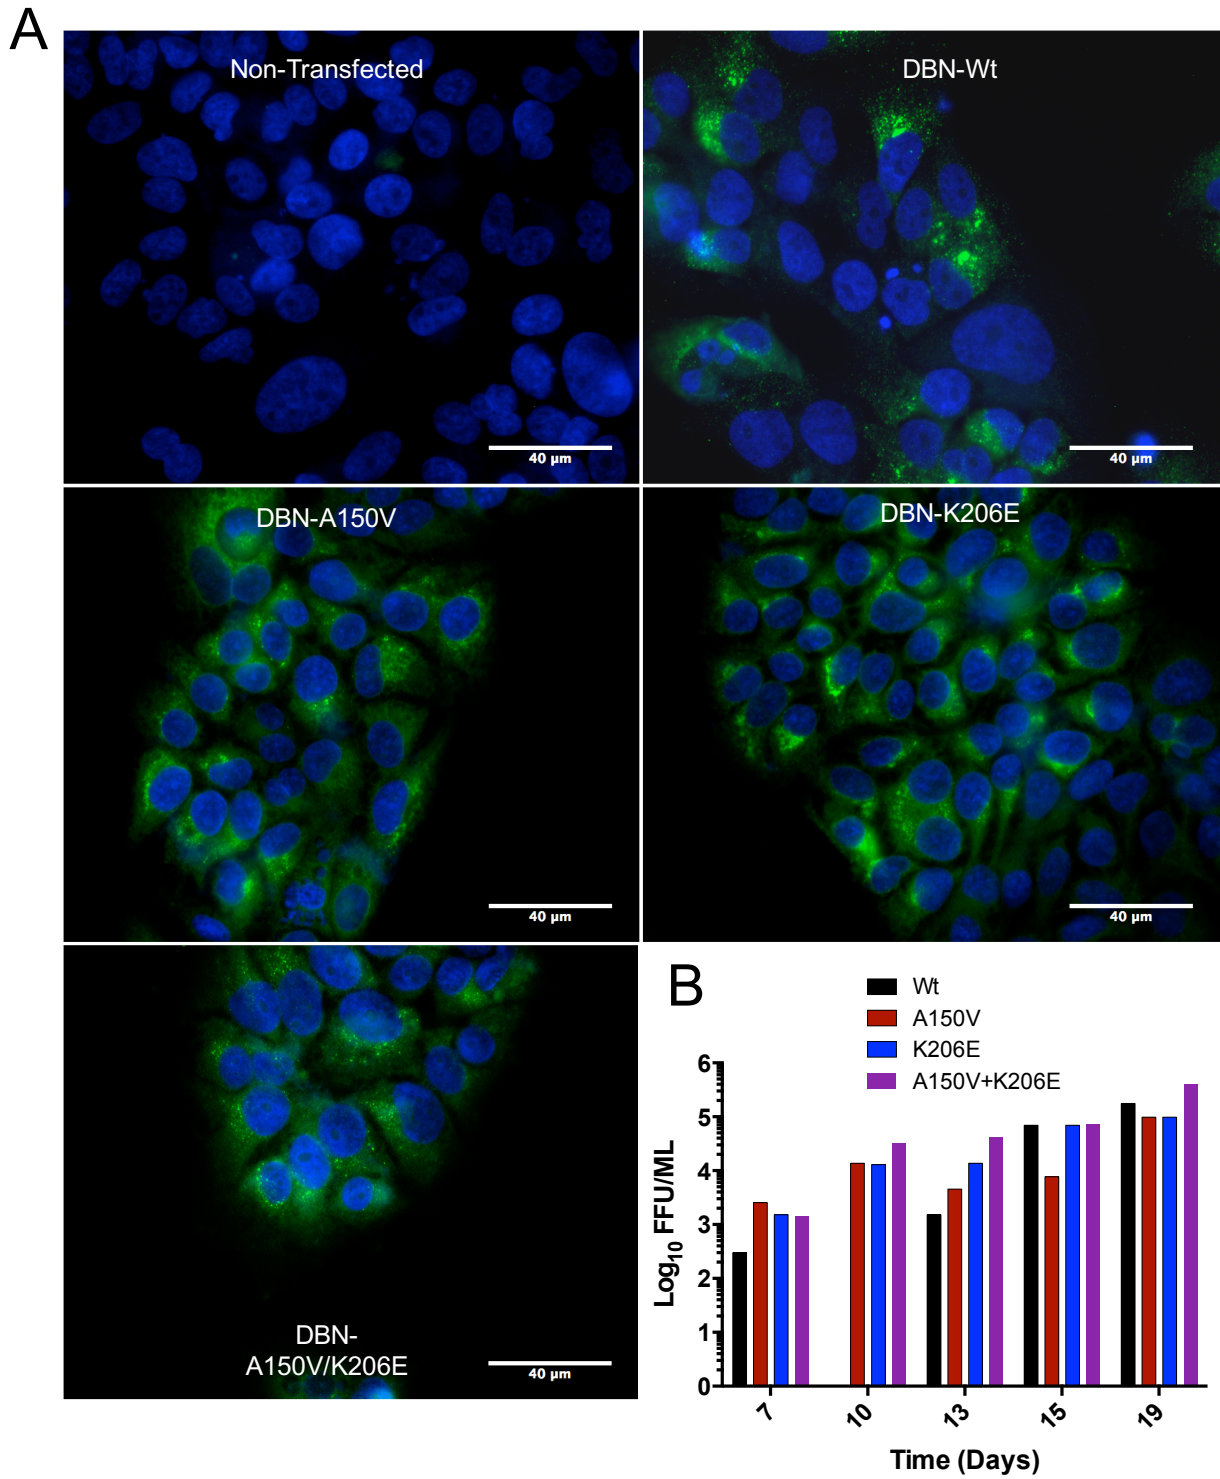 A
Non-Transfected
DBN-Wt
40 µm
40 µm
DBN-A150V
DBN-K206E
40 µm
40 µm
DBN-
A150V/K206E
40 µm
B
Wt
A150V
K206E
A150V+K206E
Log10 FFU/ML
6
5
4
3
2
1
0
7
10
13
15
19
Time (Days)